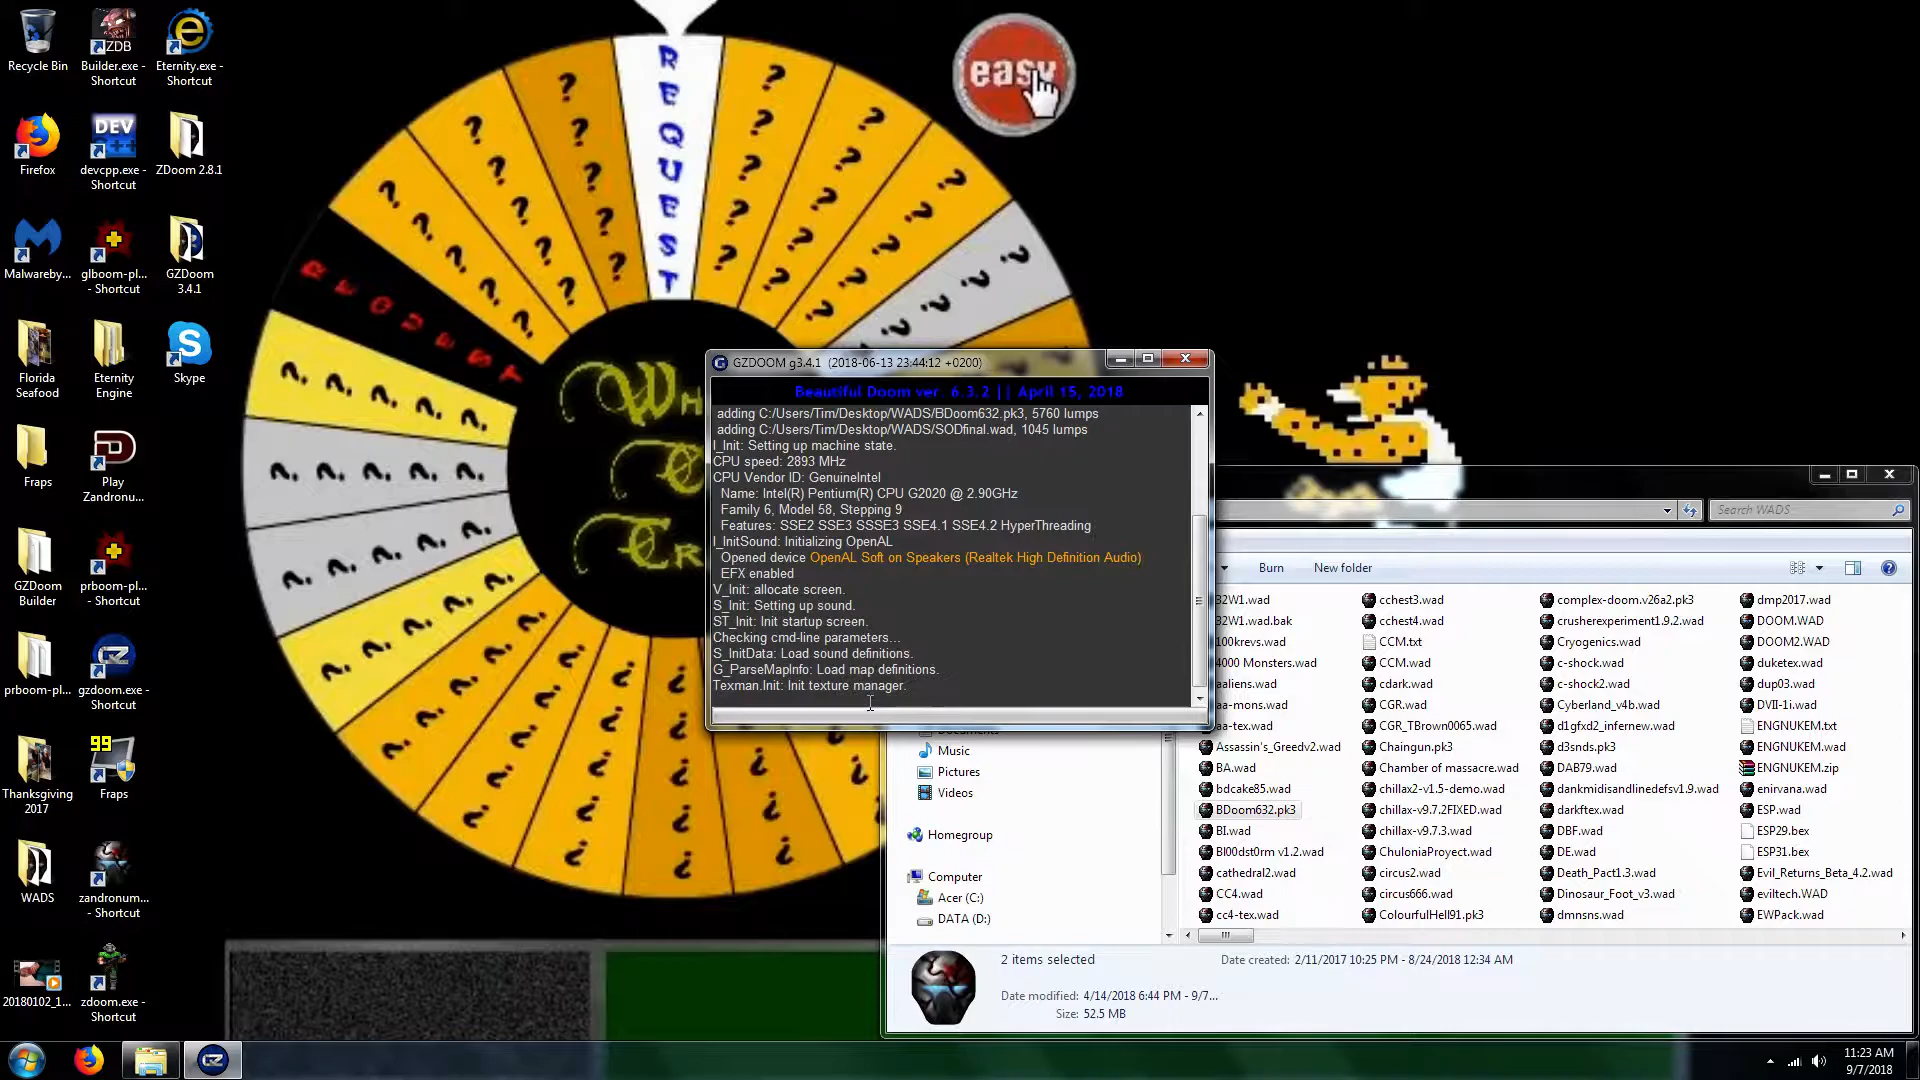 Recycle Bin
ZDB
Builder.exe -
Shortcut
Eternity.exe -
Shortcut
Firefox
DEV
devcpp.exe -
Shortcut
ZDoom 2.8.1
Malwareby...
glboom-pl...
- Shortcut
GZDoom
3.4.1
Florida
Seafood
Eternity
Engine
Skype
Fraps
Play
Zandronu...
GZDoom
Builder
prboom-pl...
- Shortcut
prboom-pl...
gzdoom.exe -
Shortcut
Thanksgiving
2017
99
Fraps
WADS
zandronum...
- Shortcut
20180102_1...
zdoom.exe -
Shortcut
REQUEST
REQUEST
easy
GZDOOM g3.4.1 (2018-06-13 23:44:12 +0200)
Beautiful Doom ver. 6.3.2 || April 15, 2018
adding C:/Users/Tim/Desktop/WADS/BDoom632.pk3, 5760 lumps
adding C:/Users/Tim/Desktop/WADS/SODfinal.wad, 1045 lumps
I_Init: Setting up machine state.
CPU speed: 2893 MHz
CPU Vendor ID: GenuineIntel
Name: Intel(R) Pentium(R) CPU G2020 @ 2.90GHz
Family 6, Model 58, Stepping 9
Features: SSE2 SSE3 SSSE3 SSE4.1 SSE4.2 HyperThreading
I_InitSound: Initializing OpenAL
Opened device OpenAL Soft on Speakers (Realtek High Definition Audio)
EFX enabled
V_Init: allocate screen.
S_Init: Setting up sound.
ST_Init: Init startup screen.
Checking cmd-line parameters...
S_InitData: Load sound definitions.
G_ParseMapInfo: Load map definitions.
Texman.Init: Init texture manager.
Search WADS
Burn
New folder
Music
Pictures
Videos
Homegroup
Computer
Acer (C:)
DATA (D:)
32W1.wad
32W1.wad.bak
100krevs.wad
4000 Monsters.wad
aaliens.wad
aa-mons.wad
aa-tex.wad
Assassin's_Greedv2.wad
BA.wad
bdcake85.wad
BDoom632.pk3
BI.wad
Bl00dst0rm v1.2.wad
cathedral2.wad
CC4.wad
cc4-tex.wad
cchest3.wad
cchest4.wad
CCM.txt
CCM.wad
cdark.wad
CGR.wad
CGR_TBrown0065.wad
Chaingun.pk3
Chamber of massacre.wad
chillax2-v1.5-demo.wad
chillax-v9.7.2FIXED.wad
chillax-v9.7.3.wad
ChuloniaProyect.wad
circus2.wad
circus666.wad
ColourfulHell91.pk3
complex-doom.v26a2.pk3
crusherexperiment1.9.2.wad
Cryogenics.wad
c-shock.wad
c-shock2.wad
Cyberland_v4b.wad
d1gfxd2_infernew.wad
d3snds.pk3
DAB79.wad
dankmidisandlinedefsv1.9.wad
darkftex.wad
DBF.wad
DE.wad
Death_Pact1.3.wad
Dinosaur_Foot_v3.wad
dmnsns.wad
dmp2017.wad
DOOM.WAD
DOOM2.WAD
duketex.wad
dup03.wad
DVII-1i.wad
ENGNUKEM.txt
ENGNUKEM.wad
ENGNUKEM.zip
enirvana.wad
ESP.wad
ESP29.bex
ESP31.bex
Evil_Returns_Beta_4.2.wad
eviltech.WAD
EWPack.wad
2 items selected
Date modified: 4/14/2018 6:44 PM - 9/7...
Size: 52.5 MB
Date created: 2/11/2017 10:25 PM - 8/24/2018 12:34 AM
11:23 AM
9/7/2018